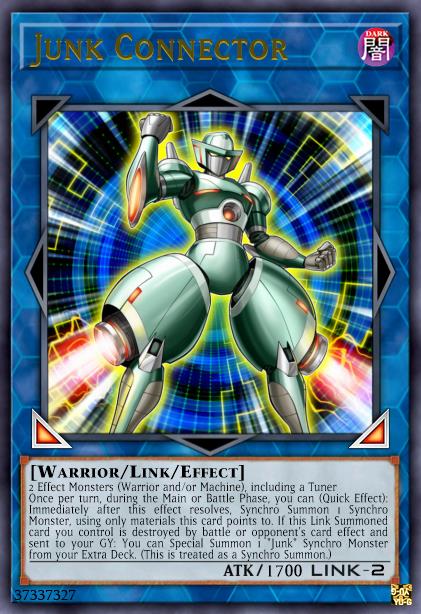 Junk Connector
DARK
闇
[Warrior/Link/Effect]
2 Effect Monsters (Warrior and/or Machine), including a Tuner
Once per turn, during the Main or Battle Phase, you can (Quick Effect):
Immediately after this effect resolves, Synchro Summon 1 Synchro
Monster, using only materials this card points to. If this Link Summoned
card you control is destroyed by battle or opponent's card effect and
sent to your GY: You can Special Summon 1 "Junk" Synchro Monster
from your Extra Deck. (This is treated as a Synchro Summon.)
ATK/1700 LINK-2
37337327